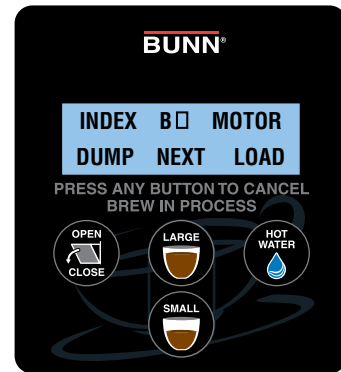 BUNN®
INDEX B□ MOTOR
DUMP NEXT LOAD
PRESS ANY BUTTON TO CANCEL
BREW IN PROCESS
OPEN
CLOSE
LARGE
HOT
WATER
SMALL